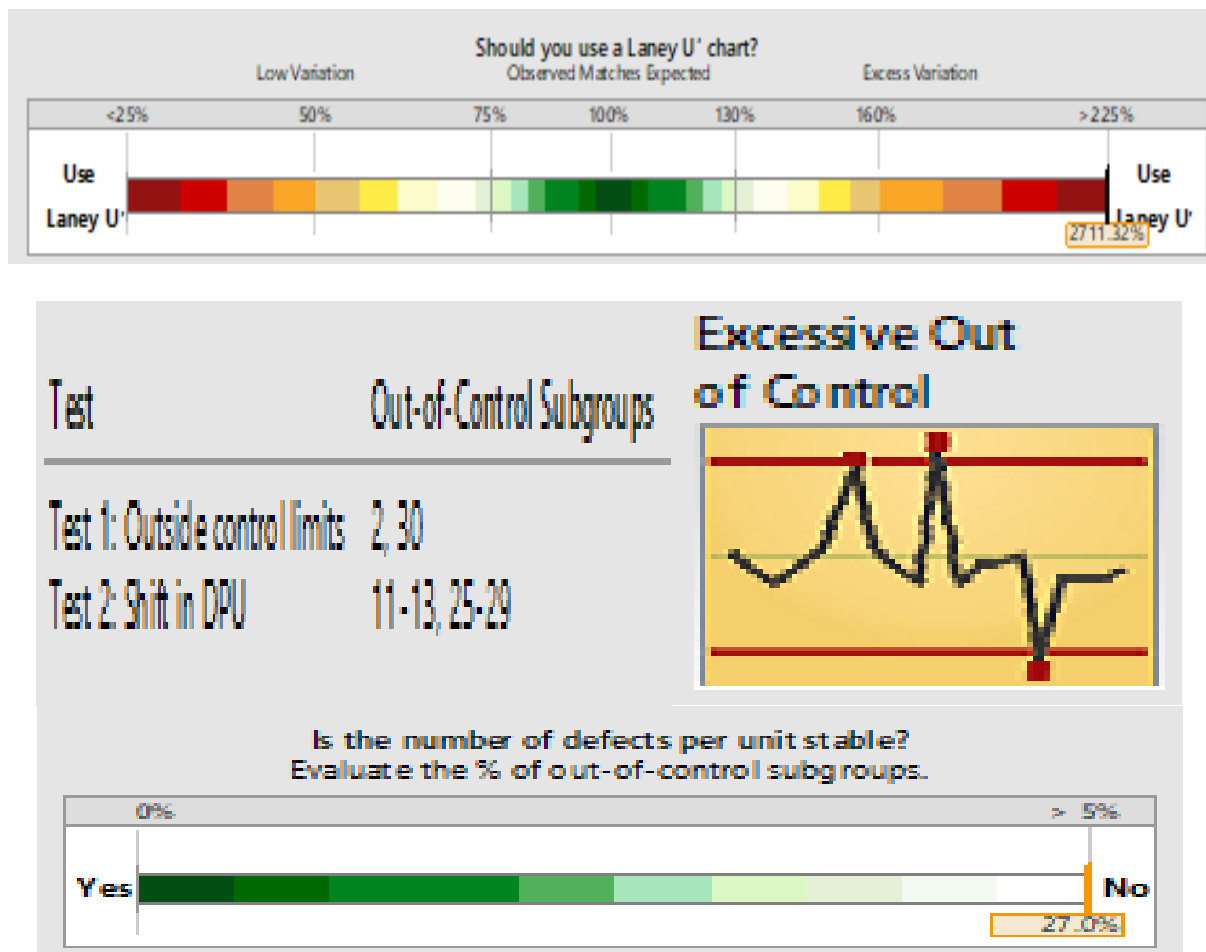 Should you use a Laney U' chart?
Low Variation Observed Matches Expected Excess Variation
<25% 50% 75% 100% 130% 160% >225%
Use Use
Laney U' Laney U'
2711.32%
Excessive Out
of Control
Test Out-of-Control Subgroups
Test 1: Outside control limits 2, 30
Test 2: Shift in DPU 11-13, 25-29
Is the number of defects per unit stable?
Evaluate the % of out-of-control subgroups.
0% > 5%
Yes No
27.0%